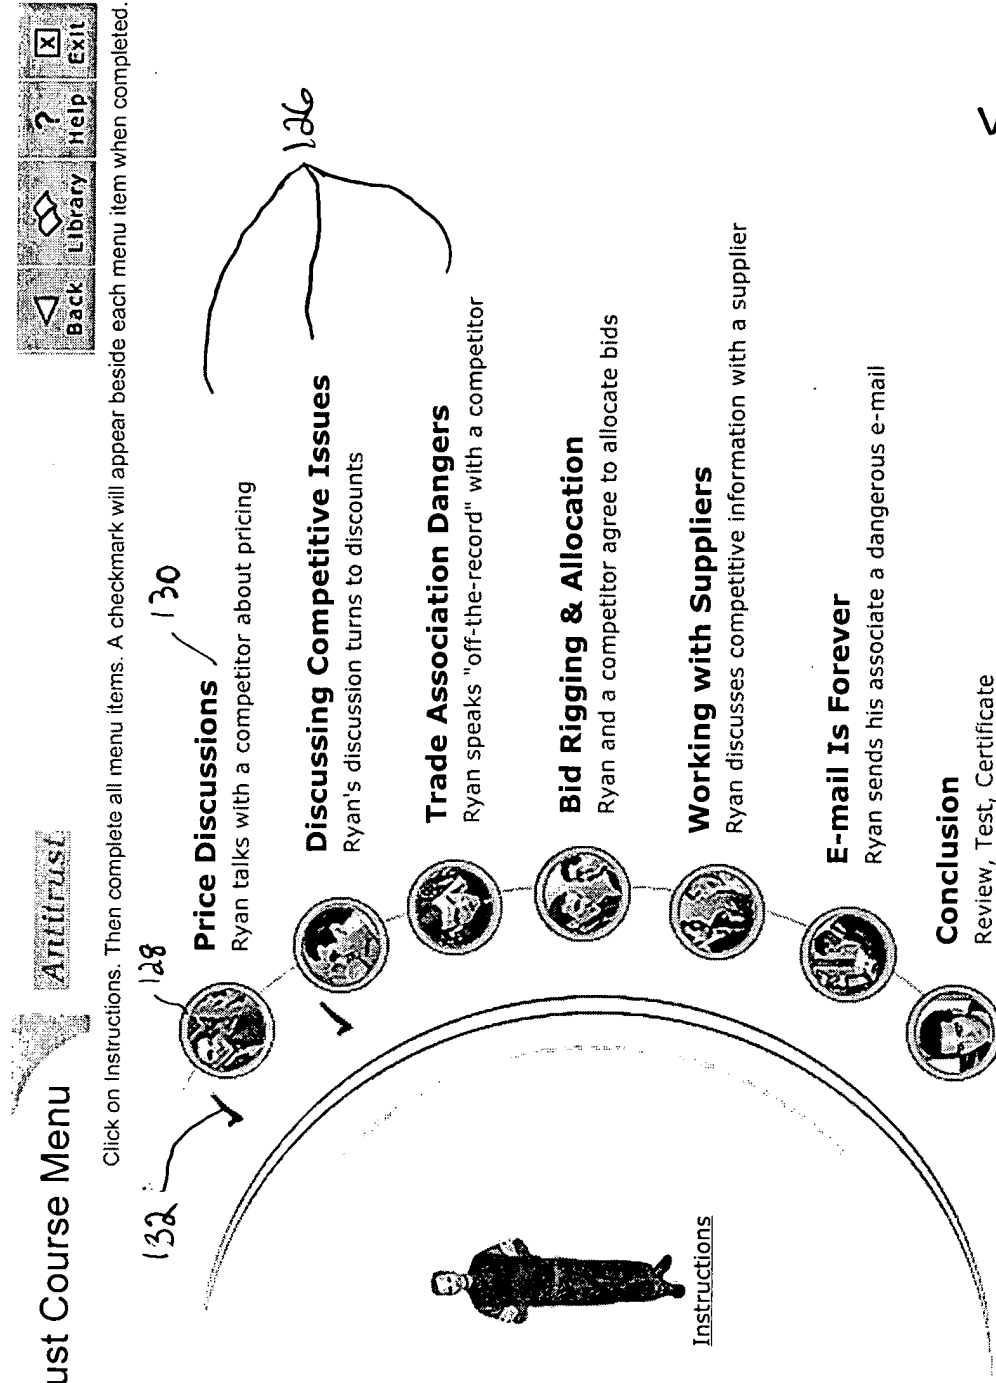 ust Course Menu
Antitrust
Back Library Help Exit
Click on Instructions. Then complete all menu items. A checkmark will appear beside each menu item when completed.
132
128
130
126
Price Discussions
Ryan talks with a competitor about pricing
Discussing Competitive Issues
Ryan's discussion turns to discounts
Trade Association Dangers
Ryan speaks "off-the-record" with a competitor
Bid Rigging & Allocation
Ryan and a competitor agree to allocate bids
Working with Suppliers
Ryan discusses competitive information with a supplier
E-mail Is Forever
Ryan sends his associate a dangerous e-mail
Conclusion
Review, Test, Certificate
Instructions